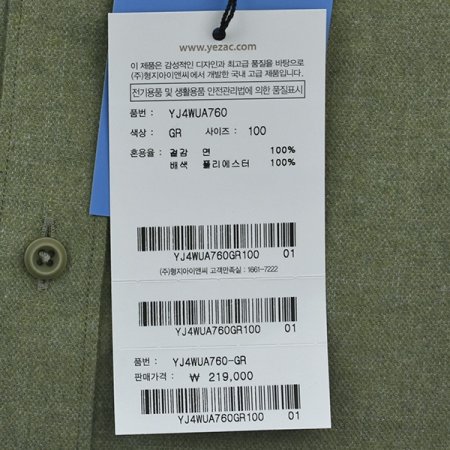 www.yezac.com
이 제품은 감성적인 디자인과 최고급 품질을 바탕으로
(주)형지아이앤씨에서 개발한 국내 고급 제품입니다.
전기용품 및 생활용품 안전관리법에 의한 품질표시
품번 : YJ4WUA760
색상 : GR 사이즈 : 100
혼용율 : 겉감 면 100%
배색 폴리에스터 100%
YJ4WUA760GR100 01
(주)형지아이앤씨 고객만족실 : 1661-7222
YJ4WUA760GR100 01
품번 : YJ4WUA760-GR
판매가격 : ₩ 219,000
YJ4WUA760GR100 01